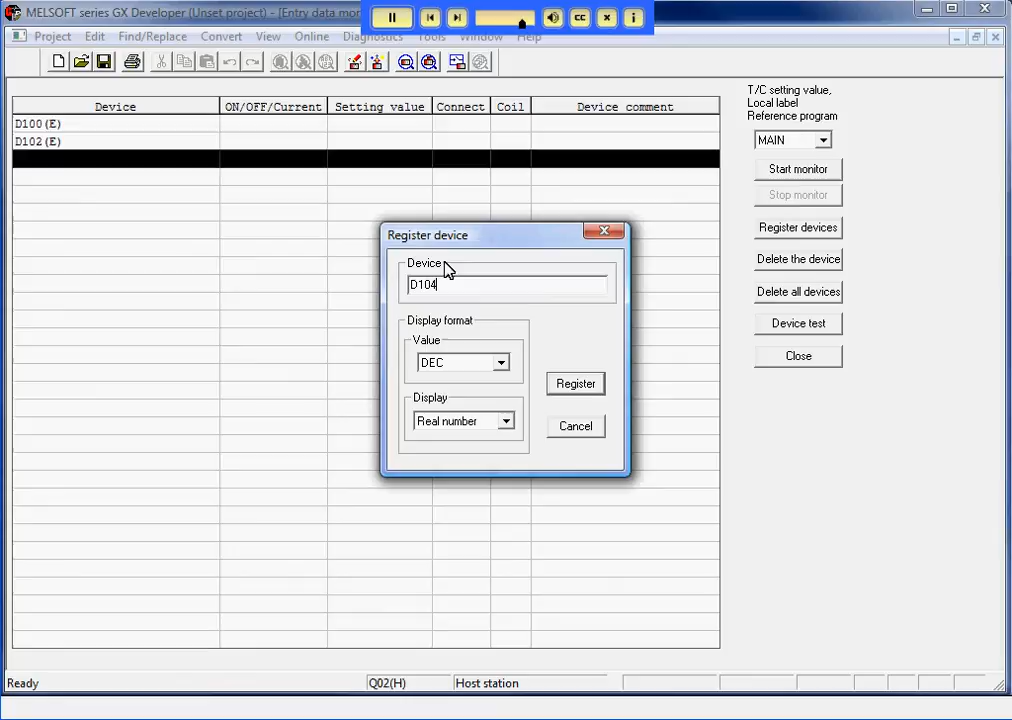 MELSOFT series GX Developer (Unset project) - [Entry data mon
CC
Project Edit Find/Replace Convert View Online Diagnostics Tools Window Help
Device ON/OFF/Current Setting value Connect Coil Device comment
D100(E)
D102(E)
T/C setting value,
Local label
Reference program
MAIN
Start monitor
Stop monitor
Register devices
Delete the device
Delete all devices
Device test
Close
Register device
Device
D104
Display format
Value
DEC
Display
Real number
Register
Cancel
Ready Q02(H) Host station